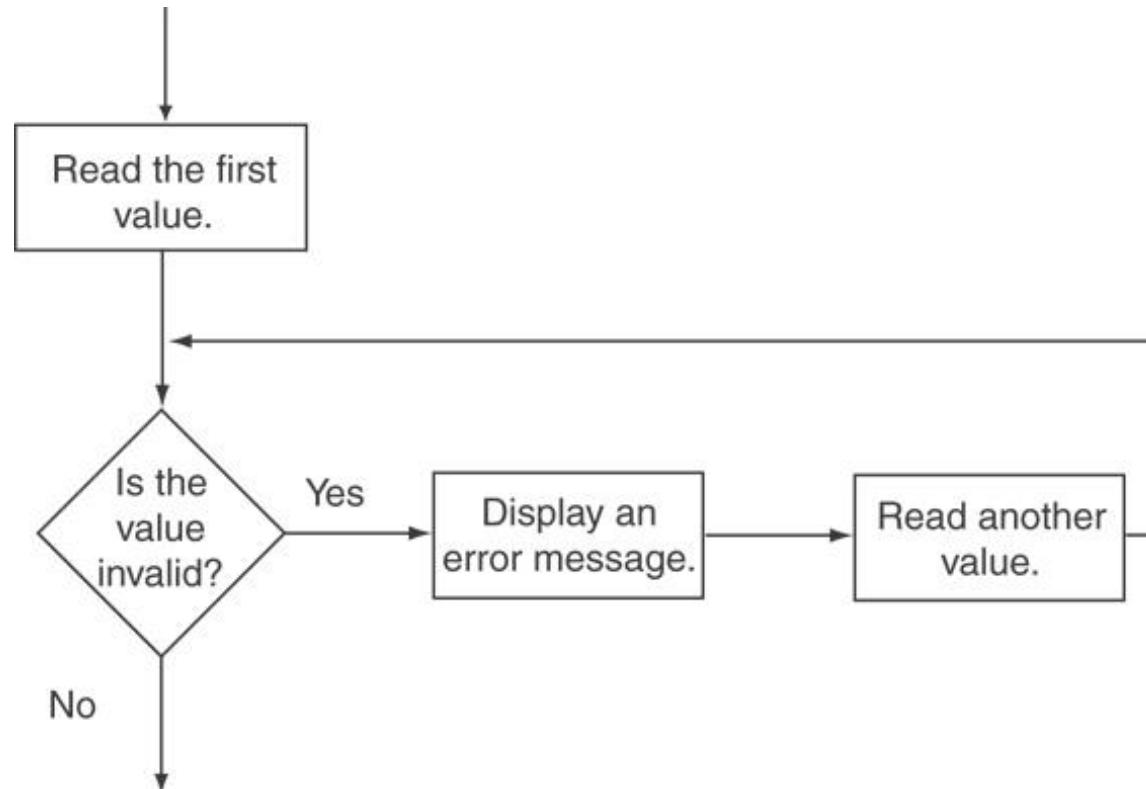 Read the first
value.
Is the
value
invalid?
Yes
Display an
error message.
Read another
value.
No